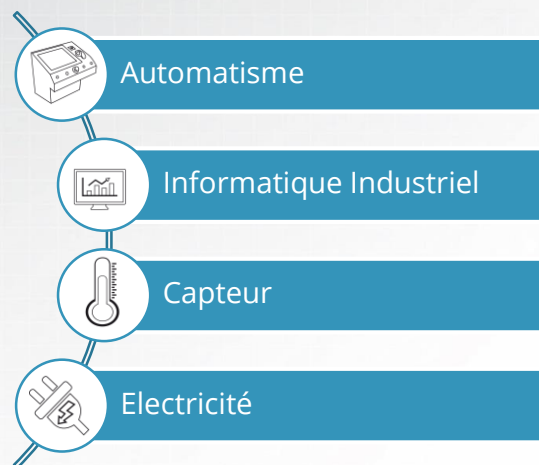 Automatisme
Informatique Industriel
Capteur
Electricité